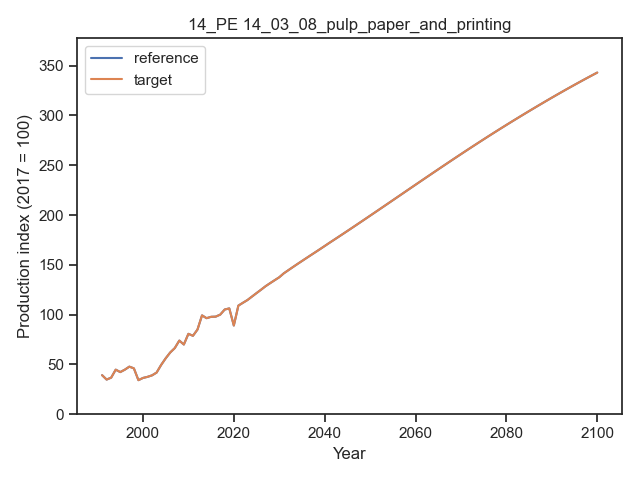 14_PE 14_03_08_pulp_paper_and_printing
reference
target
Production index (2017 = 100)
350
300
250
200
150
100
50
0
2000 2020 2040 2060 2080 2100
Year